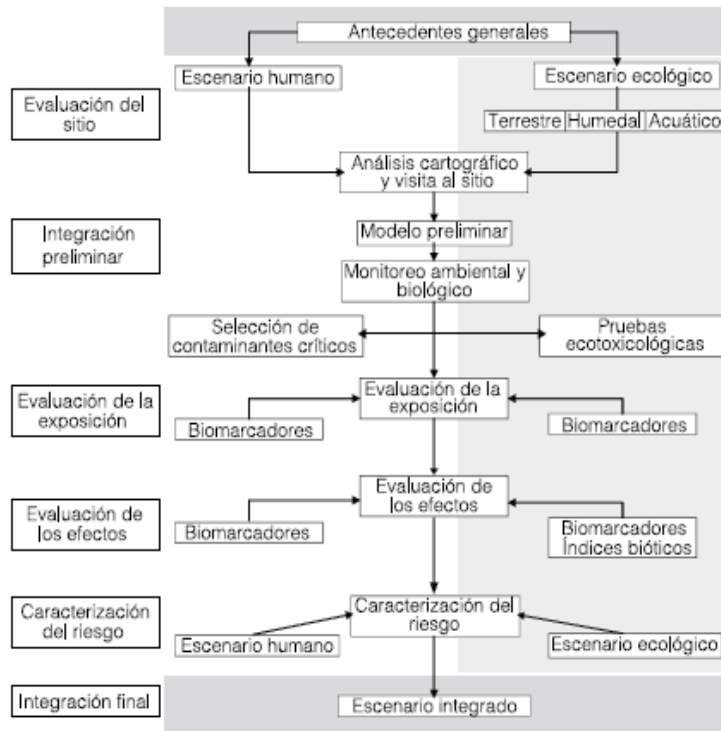 Antecedentes generales
Escenario humano
Escenario ecológico
Evaluación del
sitio
Terrestre Humedal Acuático
Análisis cartográfico
y visita al sitio
Modelo preliminar
Integración
preliminar
Monitoreo ambiental y
biológico
Selección de
contaminantes críticos
Pruebas
ecotoxicológicas
Evaluación de la
exposición
Evaluación de la
exposición
Biomarcadores
Biomarcadores
Evaluación de
los efectos
Evaluación de
los efectos
Biomarcadores
Biomarcadores
Índices bióticos
Caracterización
del riesgo
Caracterización del
riesgo
Escenario humano
Escenario ecológico
Integración final
Escenario integrado